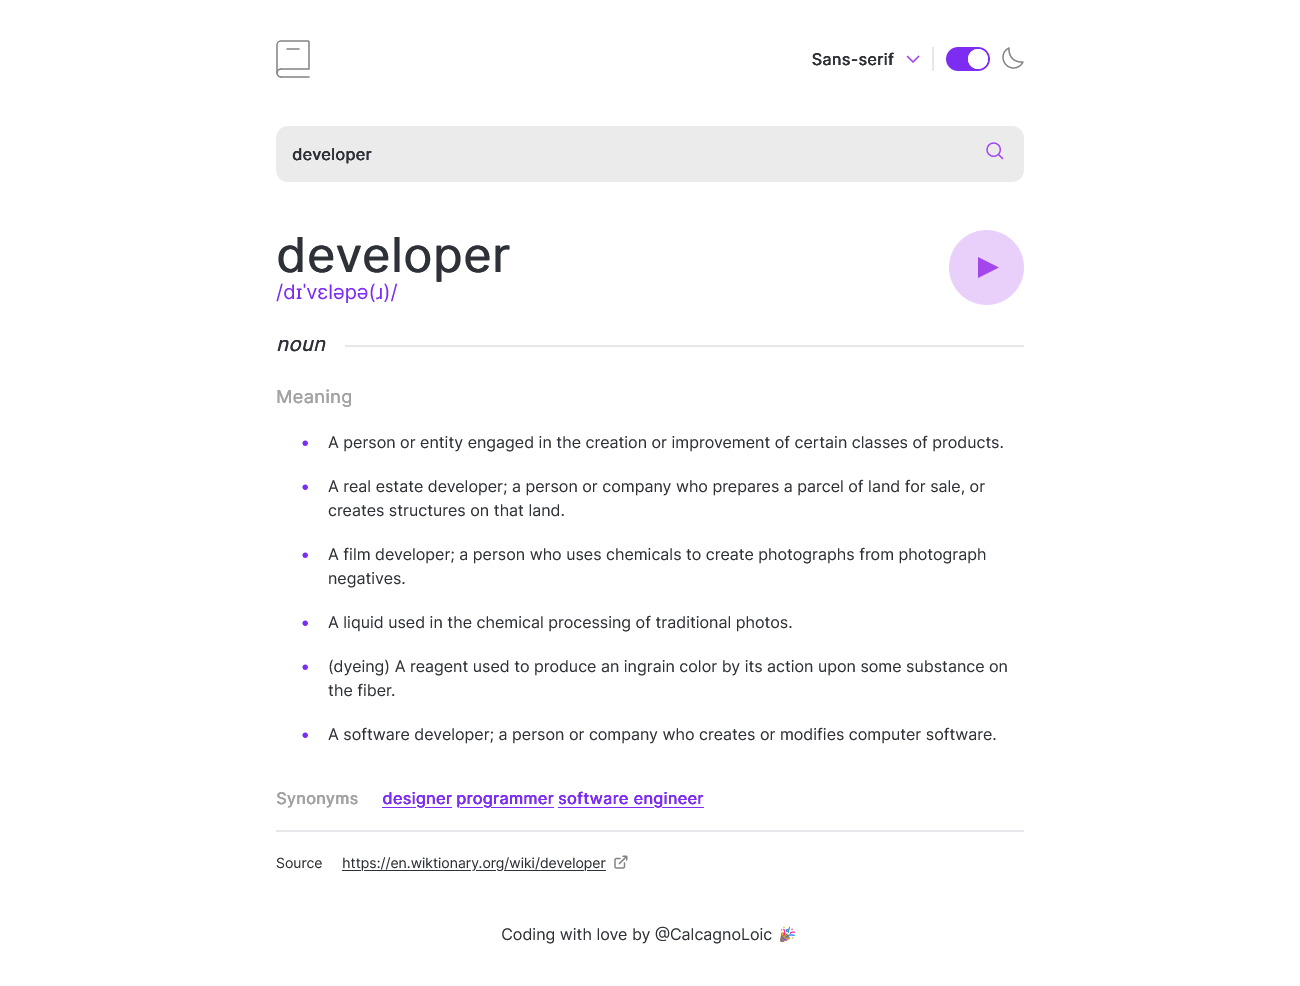 Sans-serif
developer
developer
/dɪˈvɛləpə(ɹ)/
noun
Meaning
• A person or entity engaged in the creation or improvement of certain classes of products.
• A real estate developer; a person or company who prepares a parcel of land for sale, or
creates structures on that land.
• A film developer; a person who uses chemicals to create photographs from photograph
negatives.
• A liquid used in the chemical processing of traditional photos.
• (dyeing) A reagent used to produce an ingrain color by its action upon some substance on
the fiber.
• A software developer; a person or company who creates or modifies computer software.
Synonyms designer programmer software engineer
Source https://en.wiktionary.org/wiki/developer
Coding with love by @CalcagnoLoic 🎉